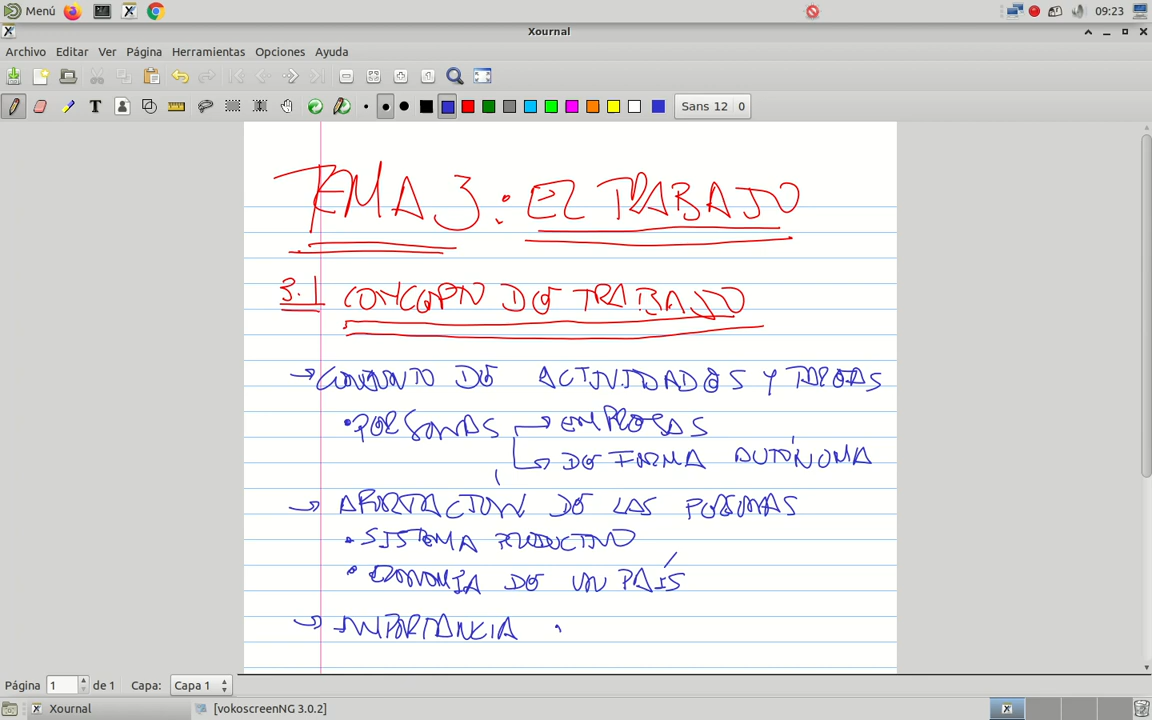 Menú
09:23
Xournal
Archivo Editar Ver Página Herramientas Opciones Ayuda
Sans 12 0
TEMA 3: EL TRABAJO
3.1 CONCEPTO DE TRABAJO
→ CONJUNTO DE ACTIVIDADES Y TAREAS
• PERSONAS → EMPRESAS
→ DE FORMA AUTÓNOMA
→ APORTACIÓN DE LAS PERSONAS
• SISTEMA PRODUCTIVO
• ECONOMÍA DE UN PAÍS
→ IMPORTANCIA
Página 1 de 1 Capa: Capa 1
Xournal [vokoscreenNG 3.0.2]